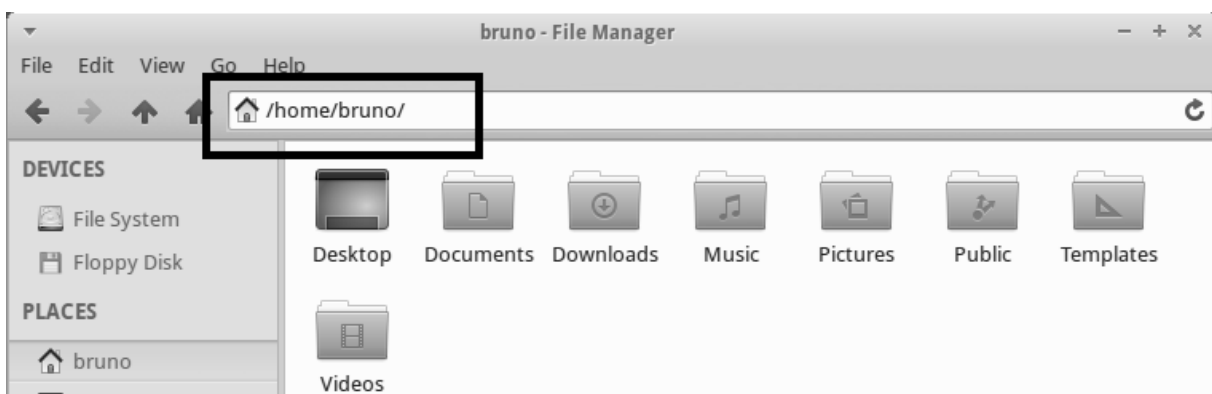 bruno - File Manager
File Edit View Go Help
/home/bruno/
DEVICES
File System
Floppy Disk
PLACES
bruno
Desktop Documents Downloads Music Pictures Public Templates
Videos